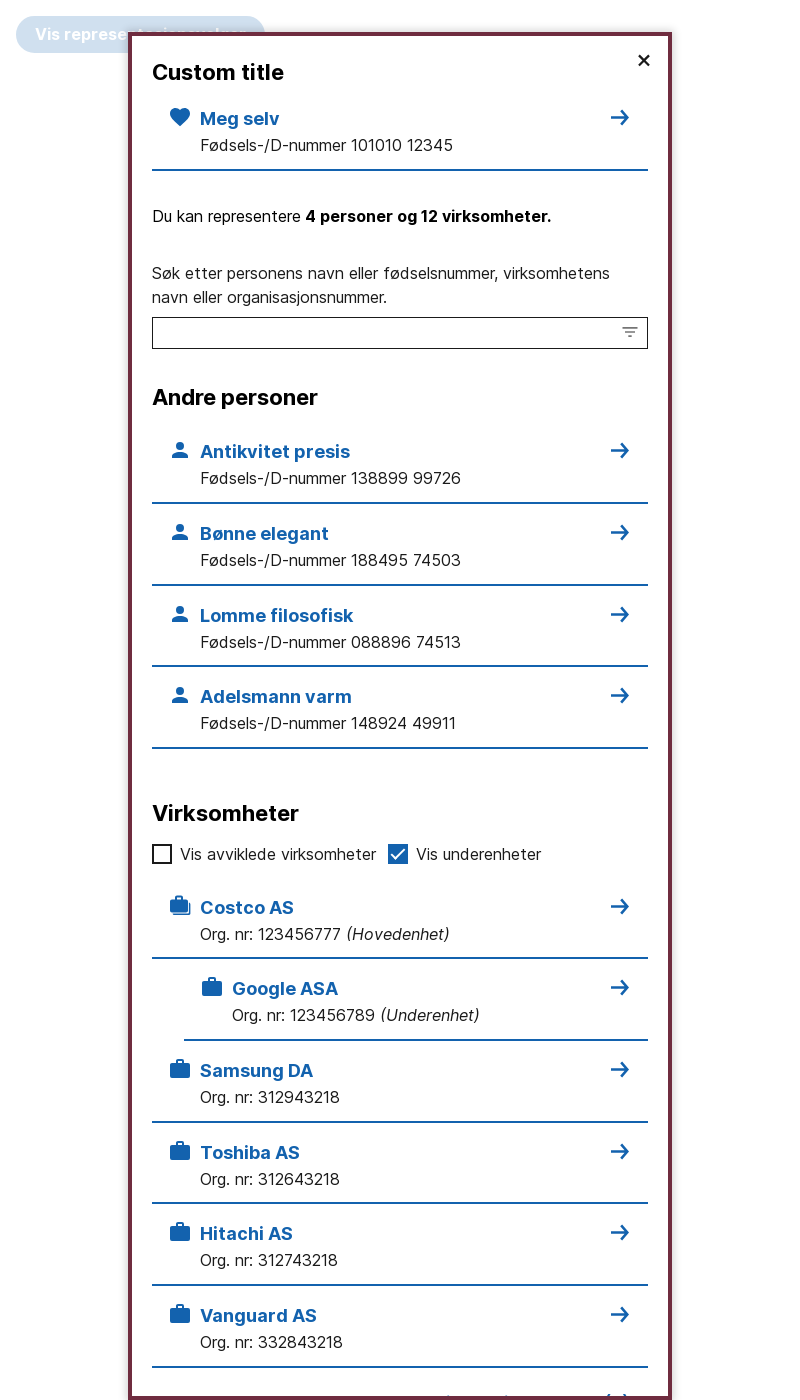 Vis represe
Custom title
Meg selv
Fødsels-/D-nummer 101010 12345
Du kan representere 4 personer og 12 virksomheter.
Søk etter personens navn eller fødselsnummer, virksomhetens
navn eller organisasjonsnummer.
Andre personer
Antikvitet presis
Fødsels-/D-nummer 138899 99726
Bønne elegant
Fødsels-/D-nummer 188495 74503
Lomme filosofisk
Fødsels-/D-nummer 088896 74513
Adelsmann varm
Fødsels-/D-nummer 148924 49911
Virksomheter
Vis avviklede virksomheter Vis underenheter
Costco AS
Org. nr: 123456777 (Hovedenhet)
Google ASA
Org. nr: 123456789 (Underenhet)
Samsung DA
Org. nr: 312943218
Toshiba AS
Org. nr: 312643218
Hitachi AS
Org. nr: 312743218
Vanguard AS
Org. nr: 332843218